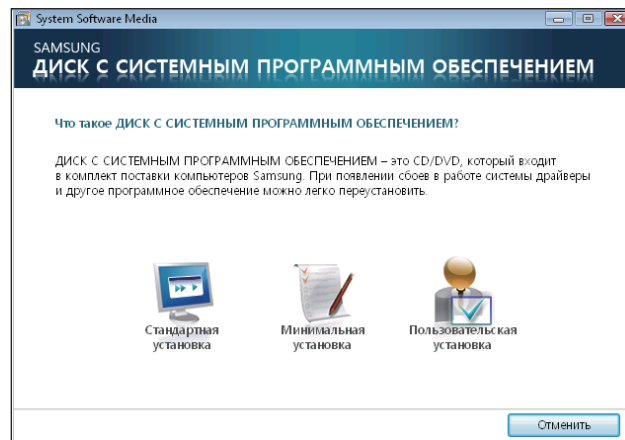 System Software Media
SAMSUNG
ДИСК С СИСТЕМНЫМ ПРОГРАММНЫМ ОБЕСПЕЧЕНИЕМ
Что такое ДИСК С СИСТЕМНЫМ ПРОГРАММНЫМ ОБЕСПЕЧЕНИЕМ?
ДИСК С СИСТЕМНЫМ ПРОГРАММНЫМ ОБЕСПЕЧЕНИЕМ – это CD/DVD, который входит
в комплект поставки компьютеров Samsung. При появлении сбоев в работе системы драйверы
и другое программное обеспечение можно легко переустановить.
Стандартная
установка
Минимальная
установка
Пользовательская
установка
Отменить